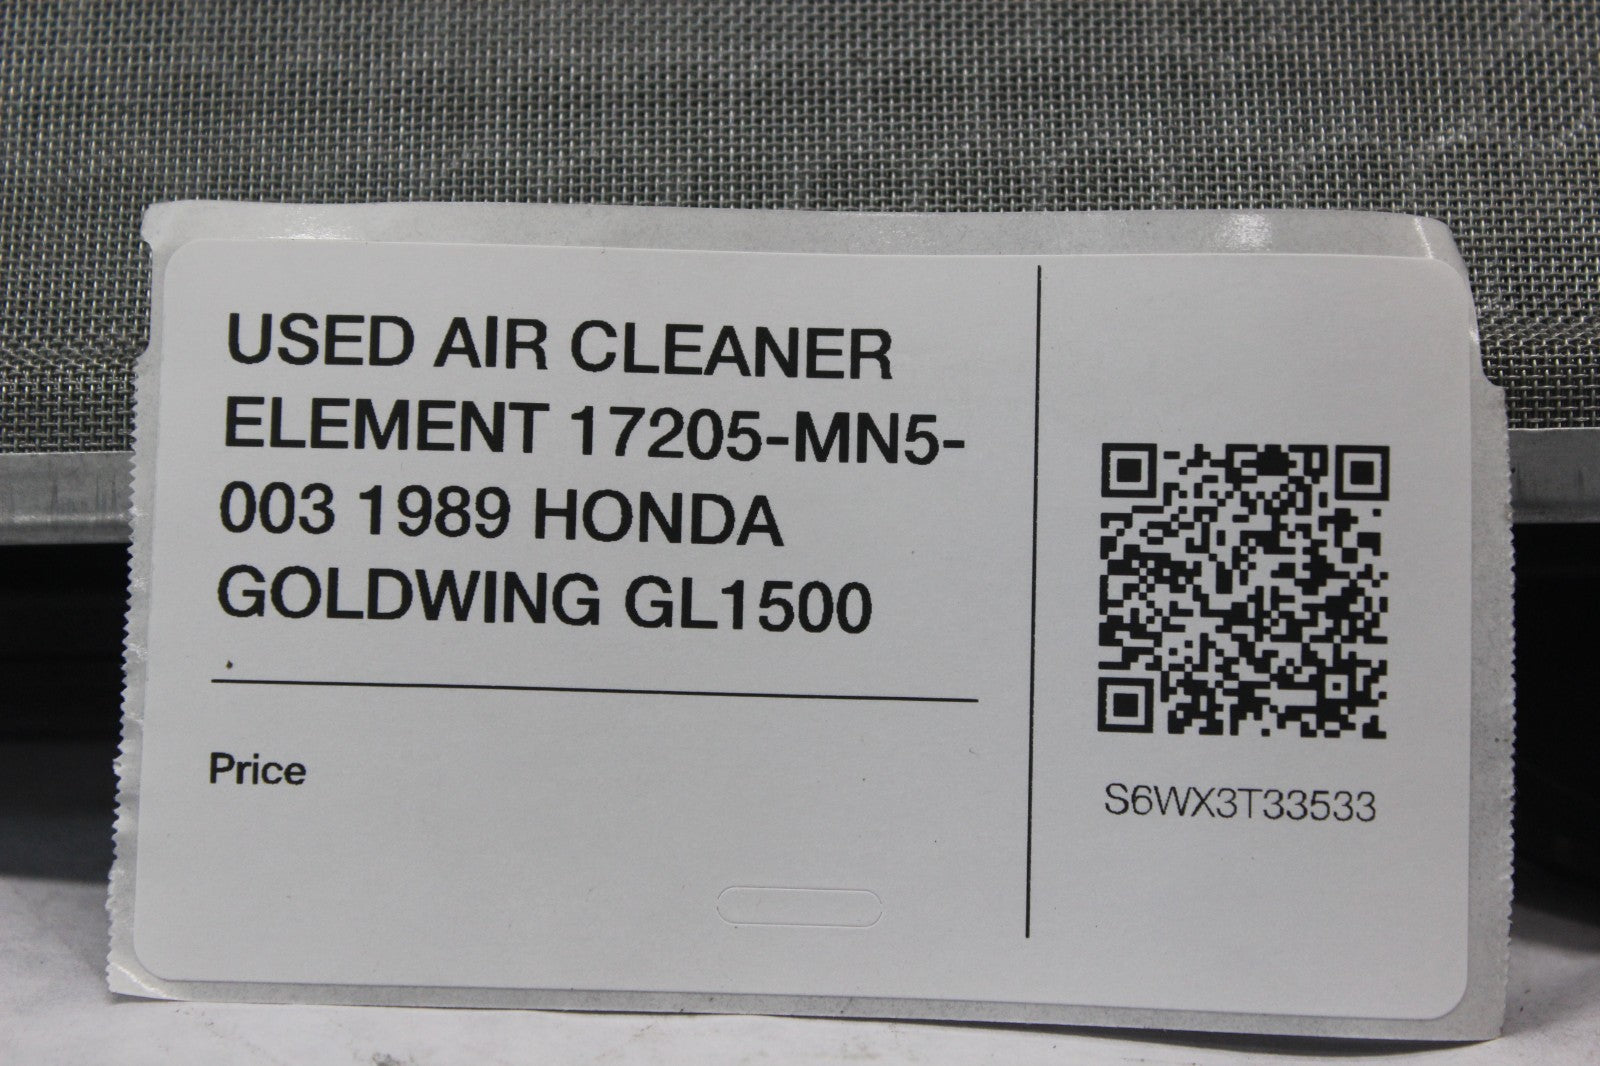 USED AIR CLEANER
ELEMENT 17205-MN5-
003 1989 HONDA
GOLDWING GL1500
Price
S6WX3T33533